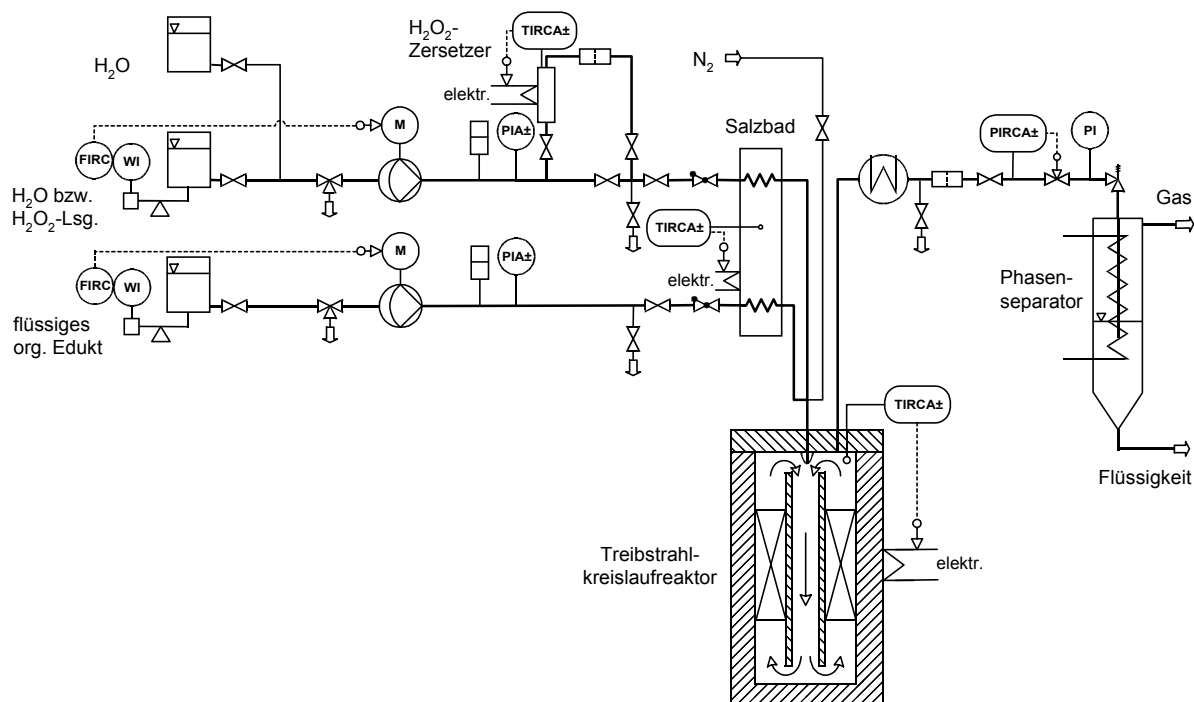 H₂O₂-
Zersetzer
TIRCA±
H₂O
elektr.
N₂
M
PIA±
Salzbad
PIRCA±
PI
FIRC
WI
H₂O bzw.
H₂O₂-Lsg.
TIRCA±
elektr.
Gas
M
PIA±
FIRC
WI
flüssiges
org. Edukt
Phasen-
separator
TIRCA±
Flüssigkeit
Treibstrahl-
kreislaufreaktor
elektr.